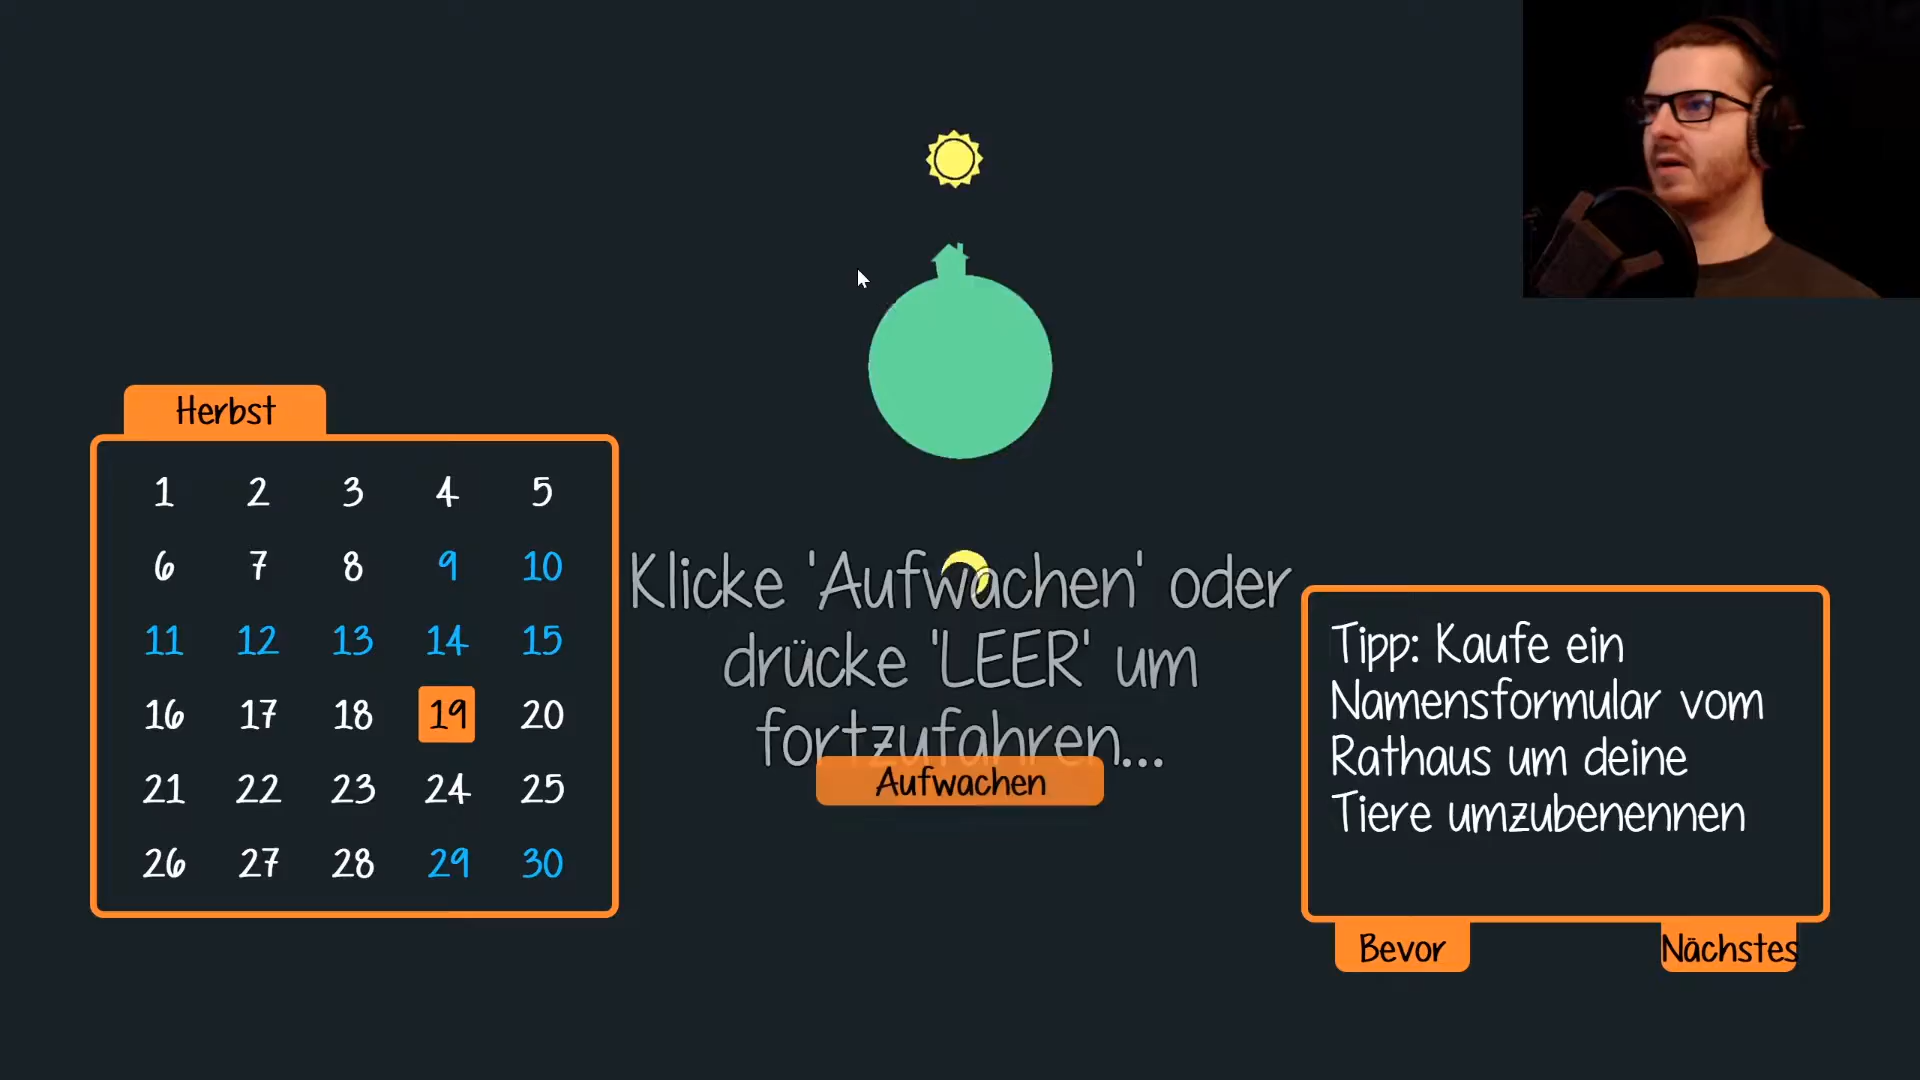 Herbst
1 2 3 4 5
6 7 8 9 10
11 12 13 14 15
16 17 18 19 20
21 22 23 24 25
26 27 28 29 30
Klicke 'Aufwachen' oder
drücke 'LEER' um
fortzufahren...
Aufwachen
Tipp: Kaufe ein
Namensformular vom
Rathaus um deine
Tiere umzubenennen
Bevor
Nächstes